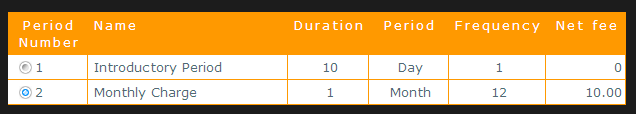 Period Number Name Duration Period Frequency Net fee
1 Introductory Period 10 Day 1 0
2 Monthly Charge 1 Month 12 10.00